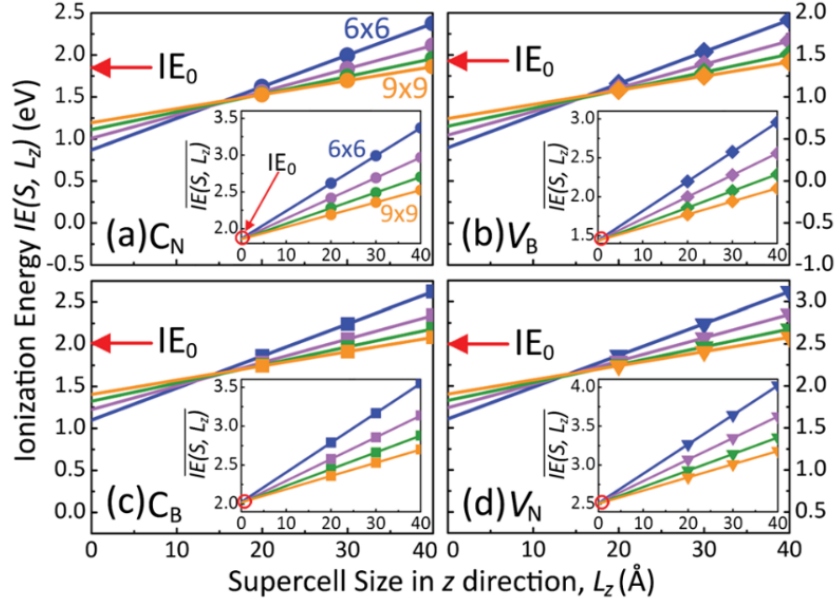 Ionization Energy IE(S, Lz) (eV)
2.5
2.0
1.5
1.0
0.5
0.0
-0.5
IE0
6x6
9x9
(a)CN
IE(S, Lz)
3.5
3.0
2.5
2.0
6x6
IE0
9x9
0 10 20 30 40
IE0
(b)VB
IE(S, Lz)
3.0
2.5
2.0
1.5
0 10 20 30 40
2.0
1.5
1.0
0.5
0.0
-0.5
-1.0
2.5
2.0
1.5
1.0
0.5
0.0
IE0
(c)CB
IE(S, Lz)
3.5
3.0
2.5
2.0
0 10 20 30 40
0 10 20 30 40
IE0
(d)VN
IE(S, Lz)
4.0
3.5
3.0
2.5
0 10 20 30 40
3.0
2.5
2.0
1.5
1.0
0.5
0 10 20 30 40
Supercell Size in z direction, Lz (Å)